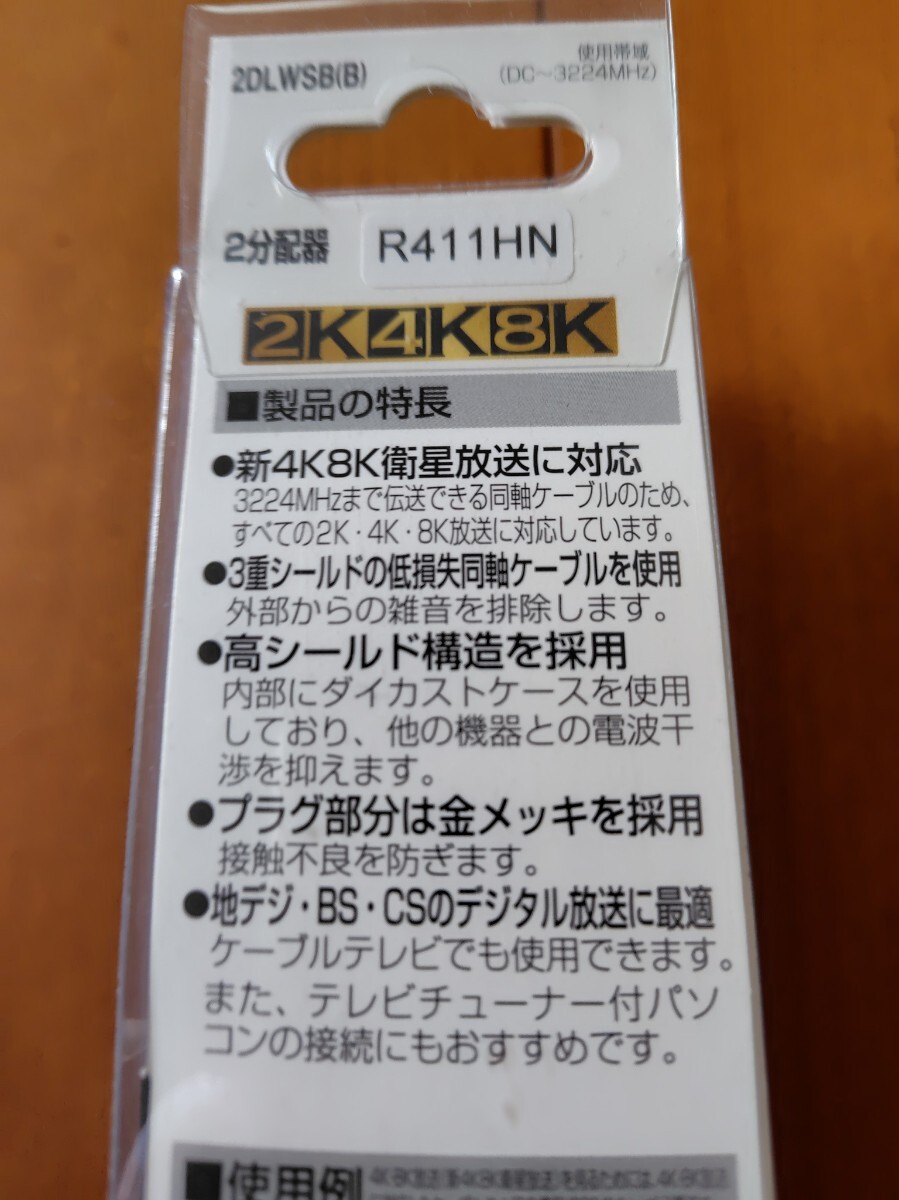 2DLWSB(B)
使用帯域
(DC〜3224MHz)
2分配器
R411HN
2K4K8K
■製品の特長
●新4K8K衛星放送に対応
3224MHzまで伝送できる同軸ケーブルのため、
すべての2K・4K・8K放送に対応しています。
●3重シールドの低損失同軸ケーブルを使用
外部からの雑音を排除します。
●高シールド構造を採用
内部にダイカストケースを使用
しており、他の機器との電波干
渉を抑えます。
●プラグ部分は金メッキを採用
接触不良を防ぎます。
●地デジ・BS・CSのデジタル放送に最適
ケーブルテレビでも使用できます。
また、テレビチューナー付パソ
コンの接続にもおすすめです。
■使用例